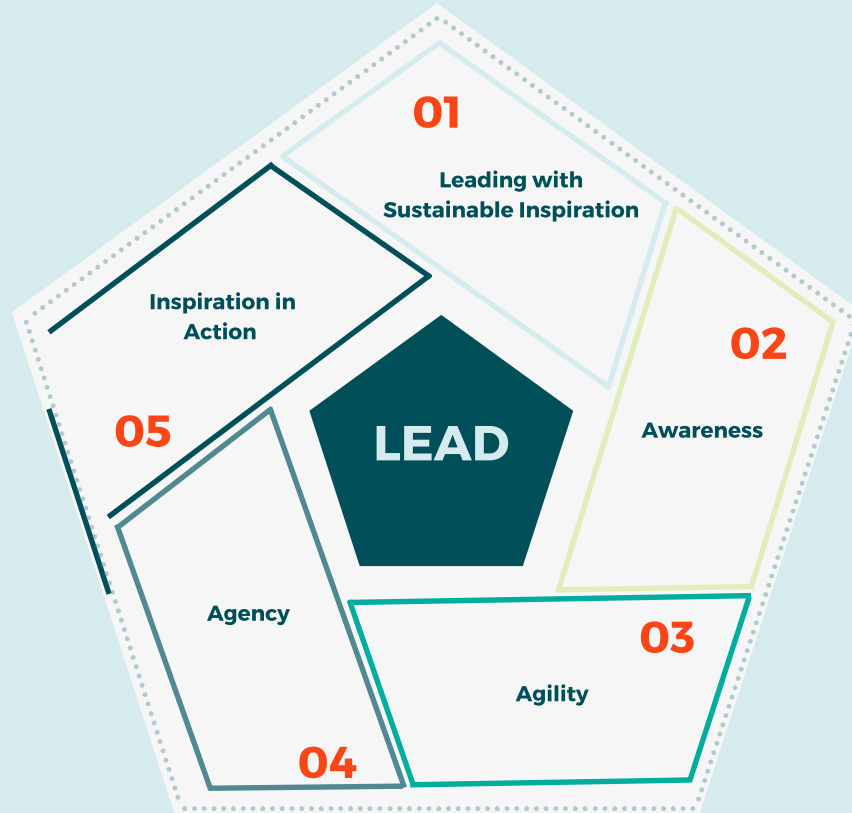 01
Leading with
Sustainable Inspiration
02
Awareness
03
Agility
04
Agency
05
Inspiration in
Action
LEAD